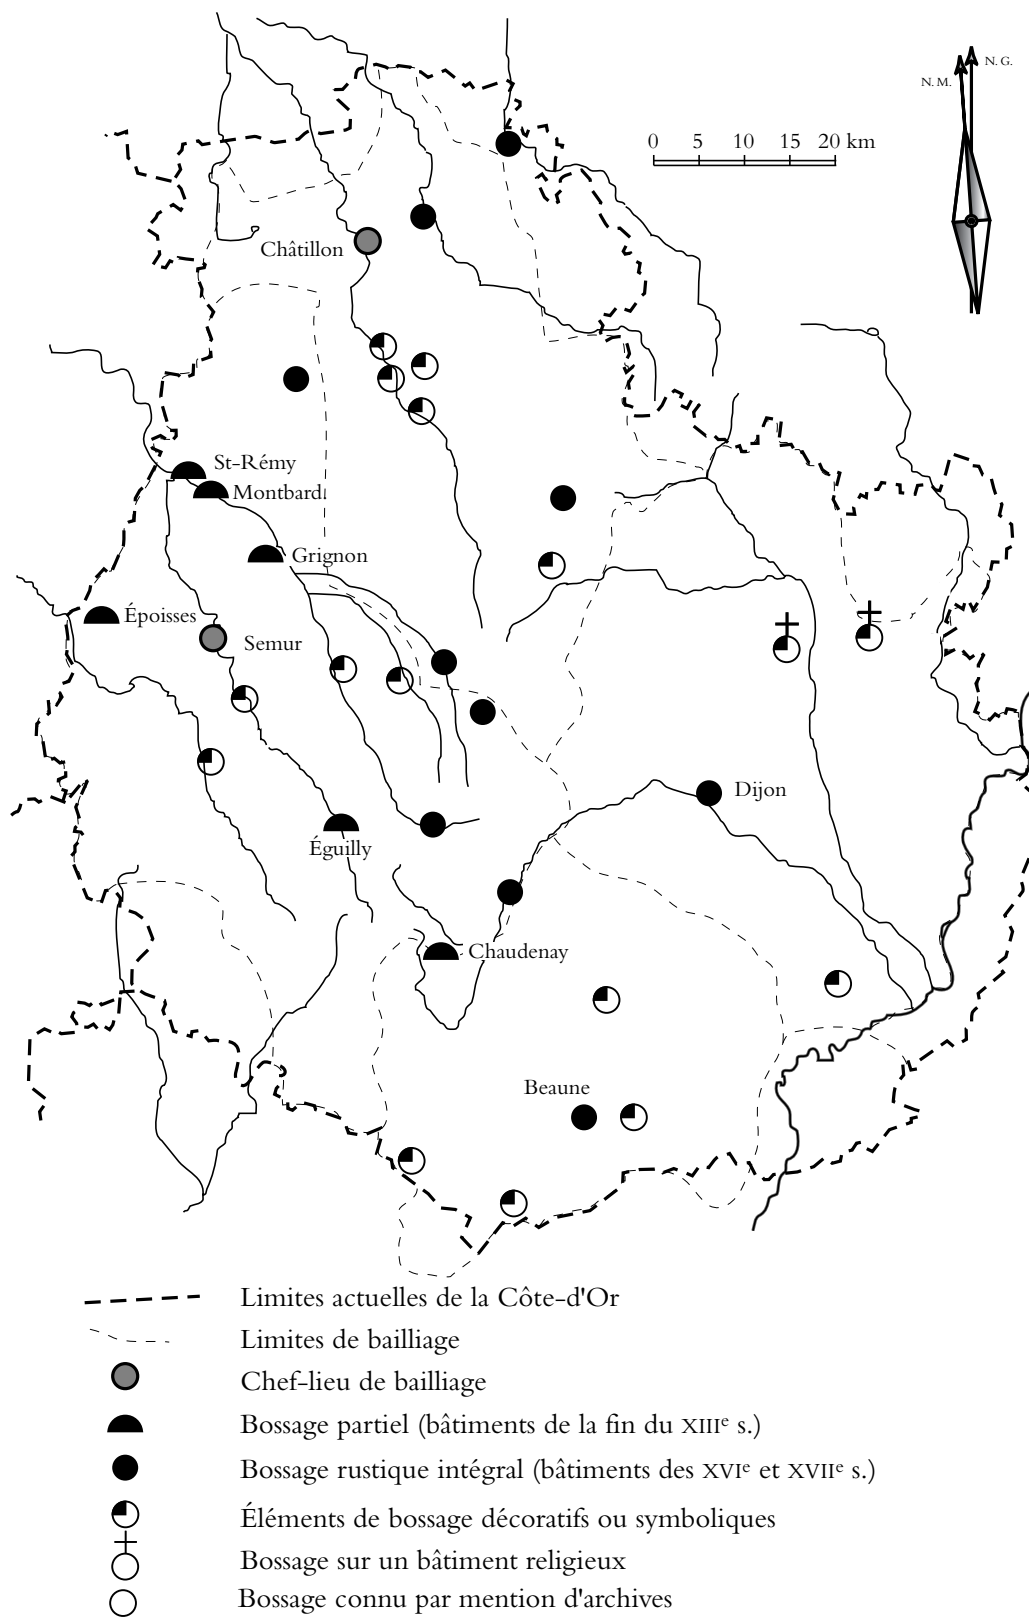 N. G.
N. M.
0 5 10 15 20 km
Châtillon
St-Rémy
Montbard
Grignon
Époisses
Semur
Dijon
Éguilly
Chaudenay
Beaune
Limites actuelles de la Côte-d'Or
Limites de bailliage
Chef-lieu de bailliage
Bossage partiel (bâtiments de la fin du XIIIe s.)
Bossage rustique intégral (bâtiments des XVIe et XVIIe s.)
Éléments de bossage décoratifs ou symboliques
Bossage sur un bâtiment religieux
Bossage connu par mention d'archives